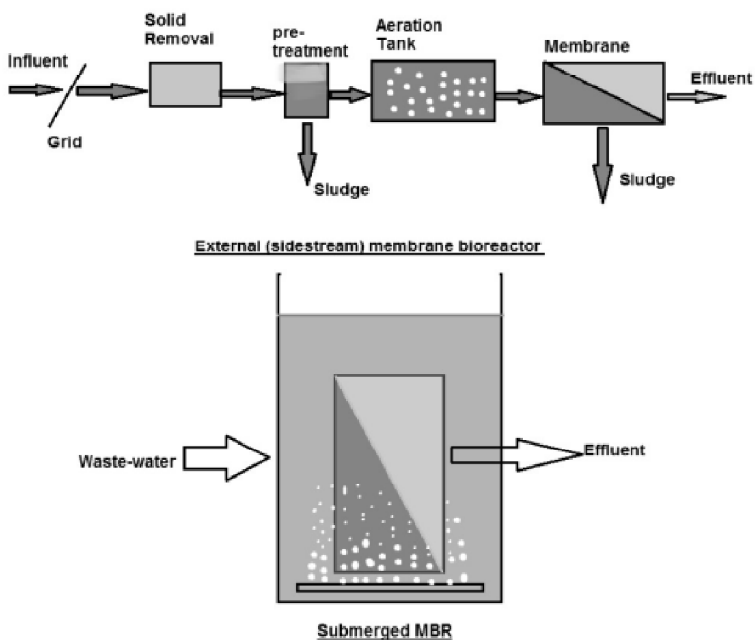 Influent
Grid
Solid
Removal
pre-
treatment
Sludge
Aeration
Tank
Membrane
Sludge
Effluent
External (sidestream) membrane bioreactor
Waste-water
Effluent
Submerged MBR